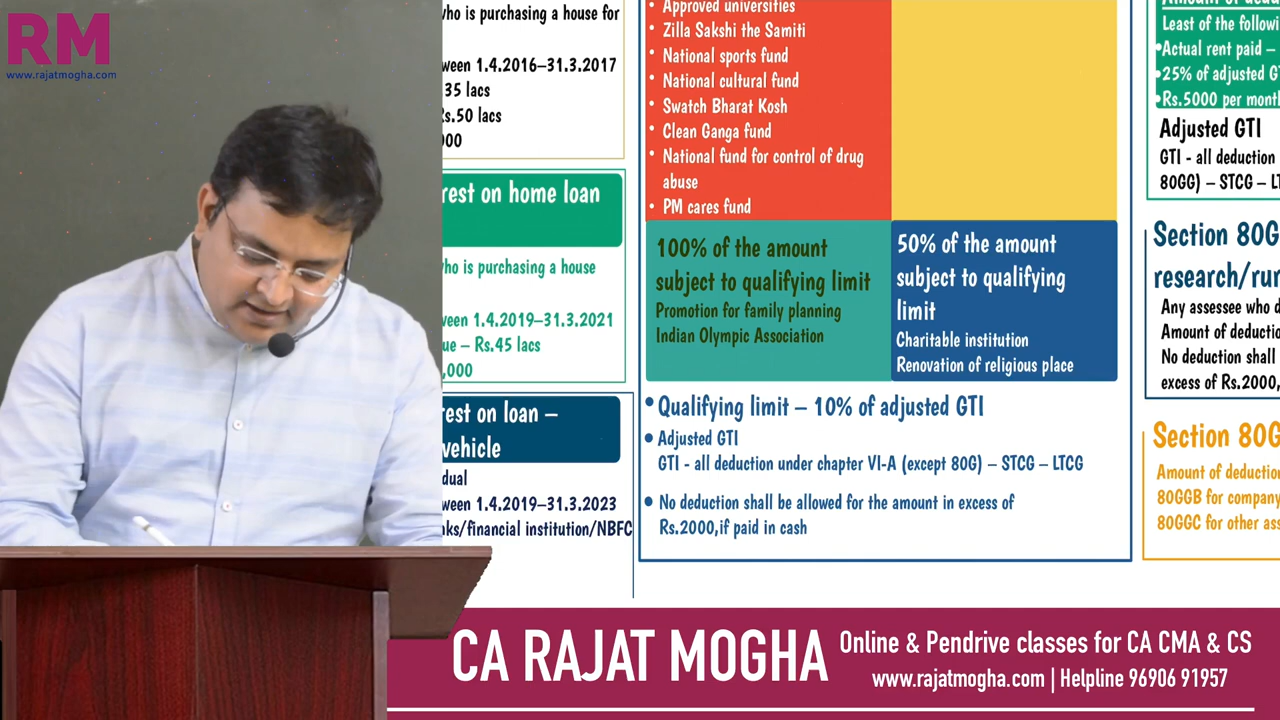 RM
www.rajatmogha.com
who is purchasing a house for
ween 1.4.2016–31.3.2017
35 lacs
Rs.50 lacs
000
rest on home loan
who is purchasing a house
ween 1.4.2019–31.3.2021
ue – Rs.45 lacs
,000
rest on loan –
vehicle
dual
ween 1.4.2019–31.3.2023
nks/financial institution/NBFC
Approved universities
• Zilla Sakshi the Samiti
• National sports fund
• National cultural fund
• Swatch Bharat Kosh
• Clean Ganga fund
• National fund for control of drug
abuse
• PM cares fund
100% of the amount
subject to qualifying limit
Promotion for family planning
Indian Olympic Association
50% of the amount
subject to qualifying
limit
Charitable institution
Renovation of religious place
• Qualifying limit – 10% of adjusted GTI
• Adjusted GTI
GTI - all deduction under chapter VI-A (except 80G) – STCG – LTCG
• No deduction shall be allowed for the amount in excess of
Rs.2000,if paid in cash
Least of the followi
•Actual rent paid –
•25% of adjusted GT
•Rs.5000 per mont
Adjusted GTI
GTI - all deduction
80GG) – STCG – LT
Section 80G
research/rur
Any assessee who d
Amount of deductio
No deduction shall
excess of Rs.2000,
Section 80G
Amount of deductio
80GGB for company
80GGC for other ass
CA RAJAT MOGHA
Online & Pendrive classes for CA CMA & CS
www.rajatmogha.com | Helpline 96906 91957